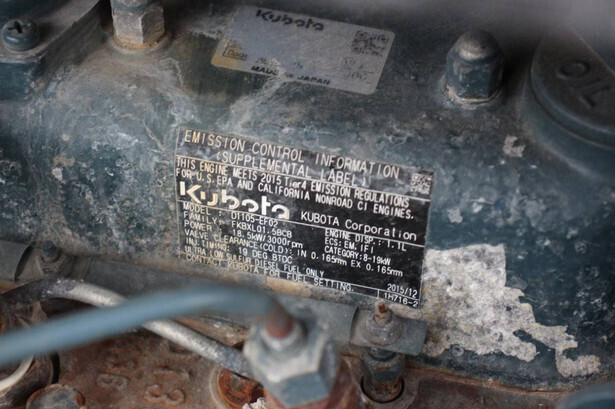 Kubota
MADE IN JAPAN
OIL
EMISSION CONTROL INFORMATION
(SUPPLEMENTAL LABEL)
THIS ENGINE MEETS 2015 Tier4 EMISSION REGULATIONS
FOR U.S. EPA AND CALIFORNIA NONROAD CI ENGINES.
Kubota KUBOTA Corporation
MODEL: D1105-EF02 ENGINE DISP.: 1.1L
FAMILY: FKBXL01.5BCB ECS: EM, IFI
POWER: 18.5kW/3000rpm CATEGORY: 8-19kW
VALVE CLEARANCE(COLD): IN 0.165mm EX 0.165mm
INJ. TIMING: DEG BTDC
ULTRA LOW SULFUR DIESEL FUEL ONLY 2015/12
CONTACT KUBOTA FOR FUEL SETTING. 1H718-2